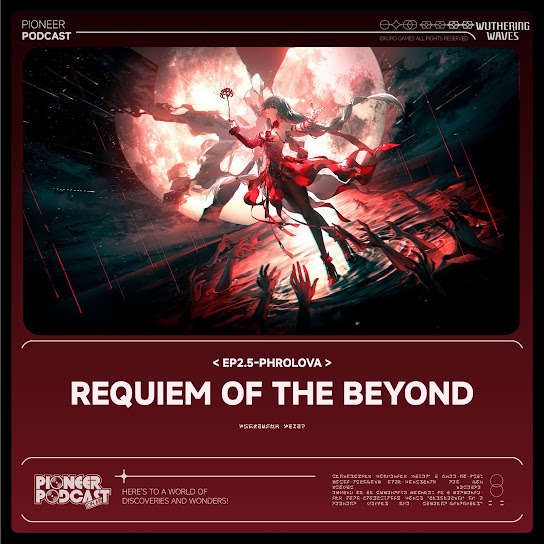 PIONEER
PODCAST
WUTHERING
WAVES
©KURO GAMES ALL RIGHTS RESERVED
< EP2.5-PHROLOVA >
REQUIEM OF THE BEYOND
PIONEER
PODCAST
HERE'S TO A WORLD OF
DISCOVERIES AND WONDERS!